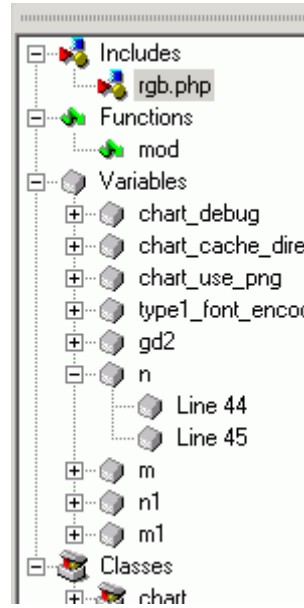 Includes
rgb.php
Functions
mod
Variables
chart_debug
chart_cache_dire
chart_use_png
type1_font_encod
gd2
n
Line 44
Line 45
m
n1
m1
Classes
chart